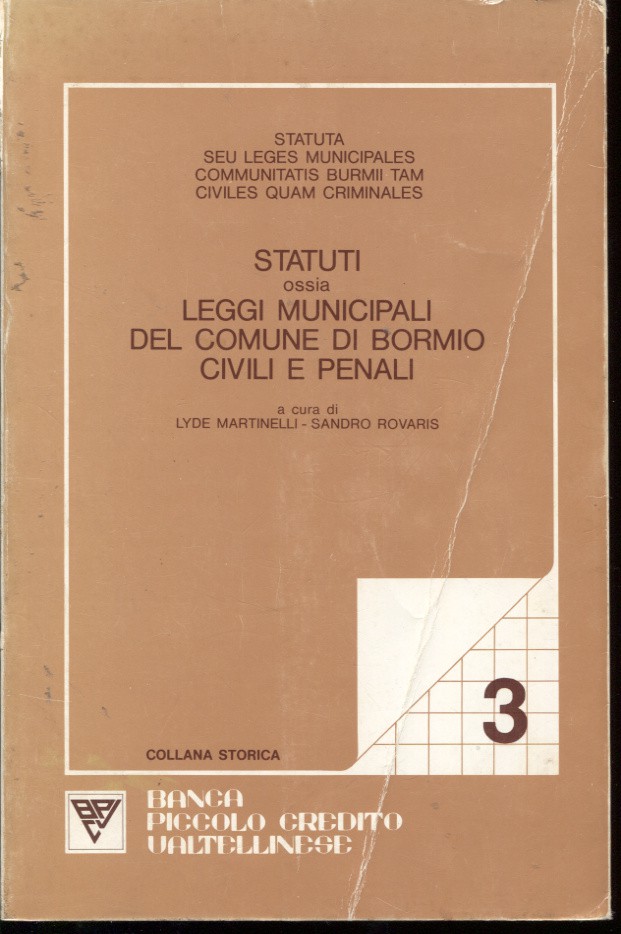 STATUTA
SEU LEGES MUNICIPALES
COMMUNITATIS BURMII TAM
CIVILES QUAM CRIMINALES
STATUTI
ossia
LEGGI MUNICIPALI
DEL COMUNE DI BORMIO
CIVILI E PENALI
a cura di
LYDE MARTINELLI - SANDRO ROVARIS
3
COLLANA STORICA
BPCV
BANCA
PICCOLO CREDITO
VALTELLINESE